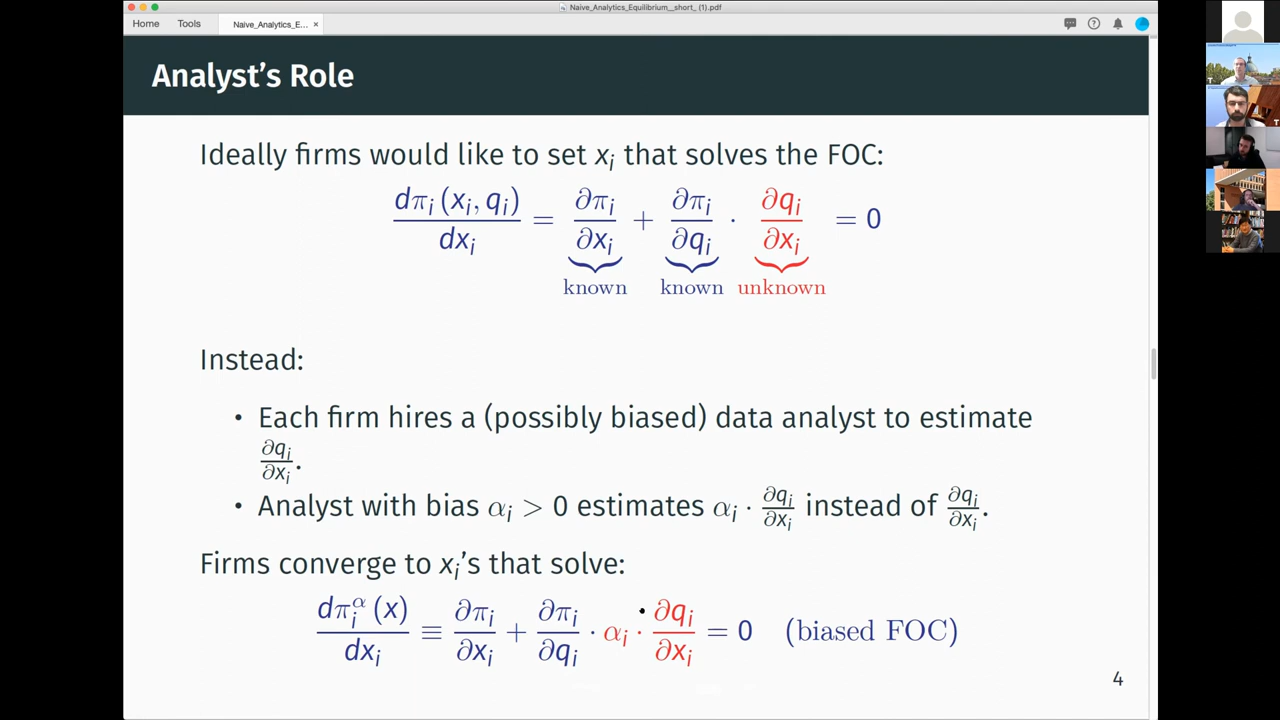 Naive_Analytics_Equilibrium__short_ (1).pdf
Home Tools Naive_Analytics_E... ×
Analyst's Role
Ideally firms would like to set xᵢ that solves the FOC:
dπᵢ(xᵢ, qᵢ)/dxᵢ = ∂πᵢ/∂xᵢ + ∂πᵢ/∂qᵢ · ∂qᵢ/∂xᵢ = 0
known known unknown
Instead:
• Each firm hires a (possibly biased) data analyst to estimate
∂qᵢ/∂xᵢ.
• Analyst with bias αᵢ > 0 estimates αᵢ · ∂qᵢ/∂xᵢ instead of ∂qᵢ/∂xᵢ.
Firms converge to xᵢ's that solve:
dπᵢ^α(x)/dxᵢ ≡ ∂πᵢ/∂xᵢ + ∂πᵢ/∂qᵢ · αᵢ · ∂qᵢ/∂xᵢ = 0 (biased FOC)
4